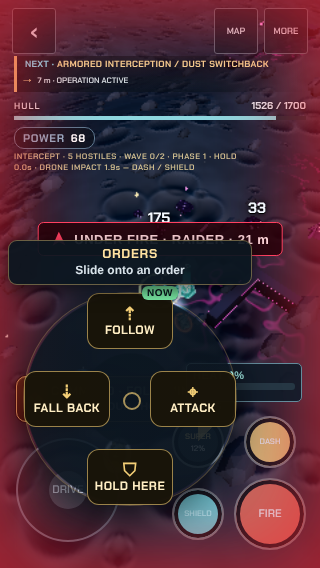 ‹
MAP
MORE
NEXT · ARMORED INTERCEPTION / DUST SWITCHBACK
→ 7 m · OPERATION ACTIVE
HULL
1526 / 1700
POWER 68
INTERCEPT · 5 HOSTILES · WAVE 0/2 · PHASE 1 · HOLD
0.0s · DRONE IMPACT 1.9s — DASH / SHIELD
175
33
UNDER FIRE · RAIDER · 21 m
ORDERS
Slide onto an order
NOW
FOLLOW
%
FALL BACK
ATTACK
SUPER
12%
DASH
HOLD HERE
DRIVE
SHIELD
FIRE